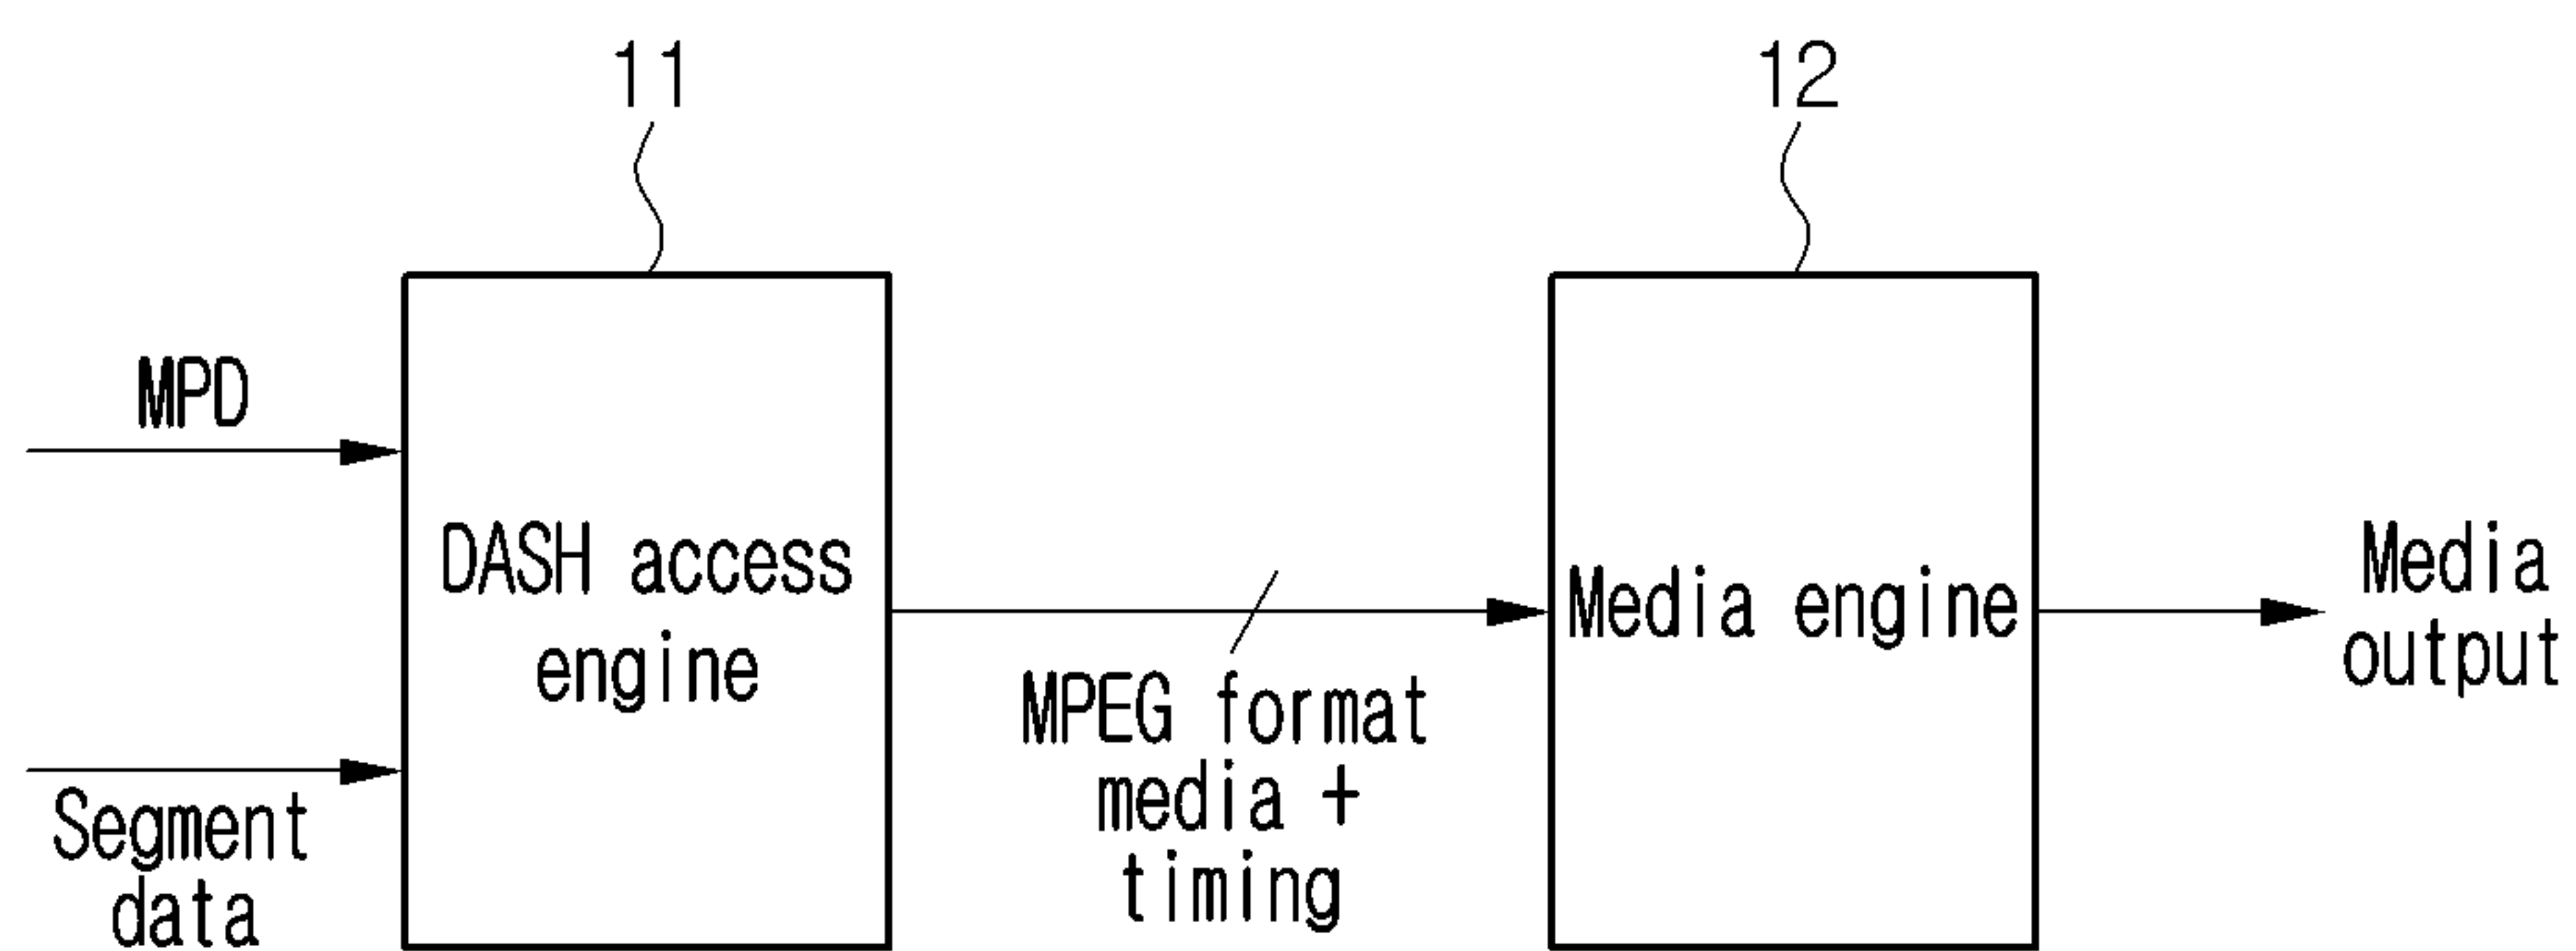 11
12
MPD
Segment
data
DASH access
engine
MPEG format
media +
timing
Media engine
Media
output